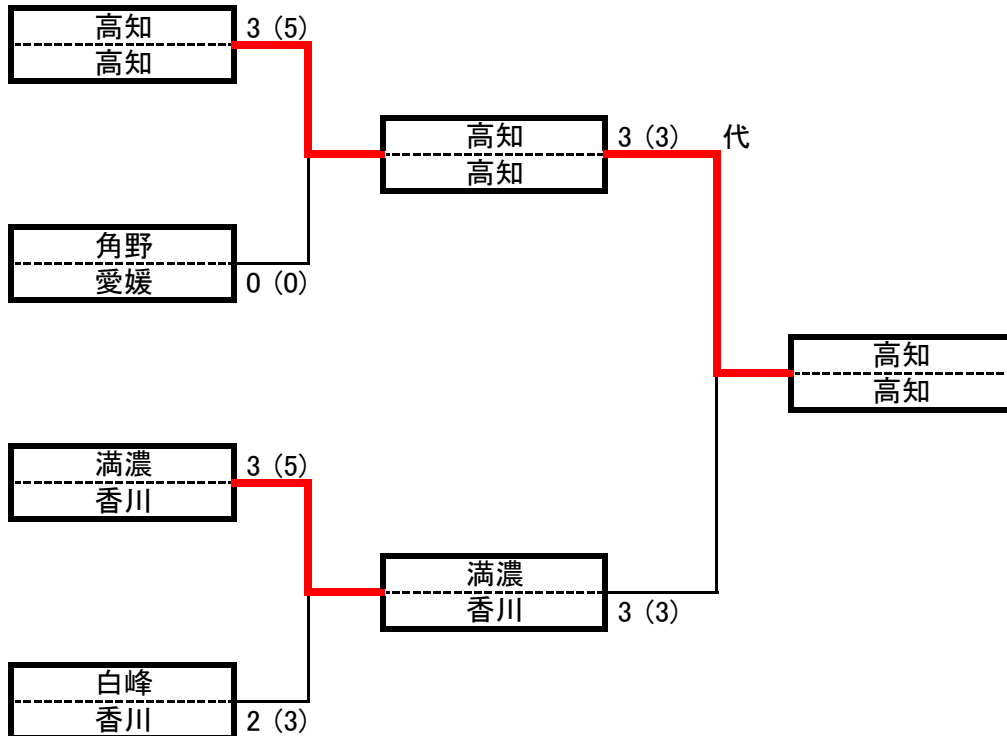 高知 3 (5)
高知
高知 3 (3) 代
高知
角野
愛媛 0 (0)
高知
高知
満濃 3 (5)
香川
満濃
香川 3 (3)
白峰
香川 2 (3)